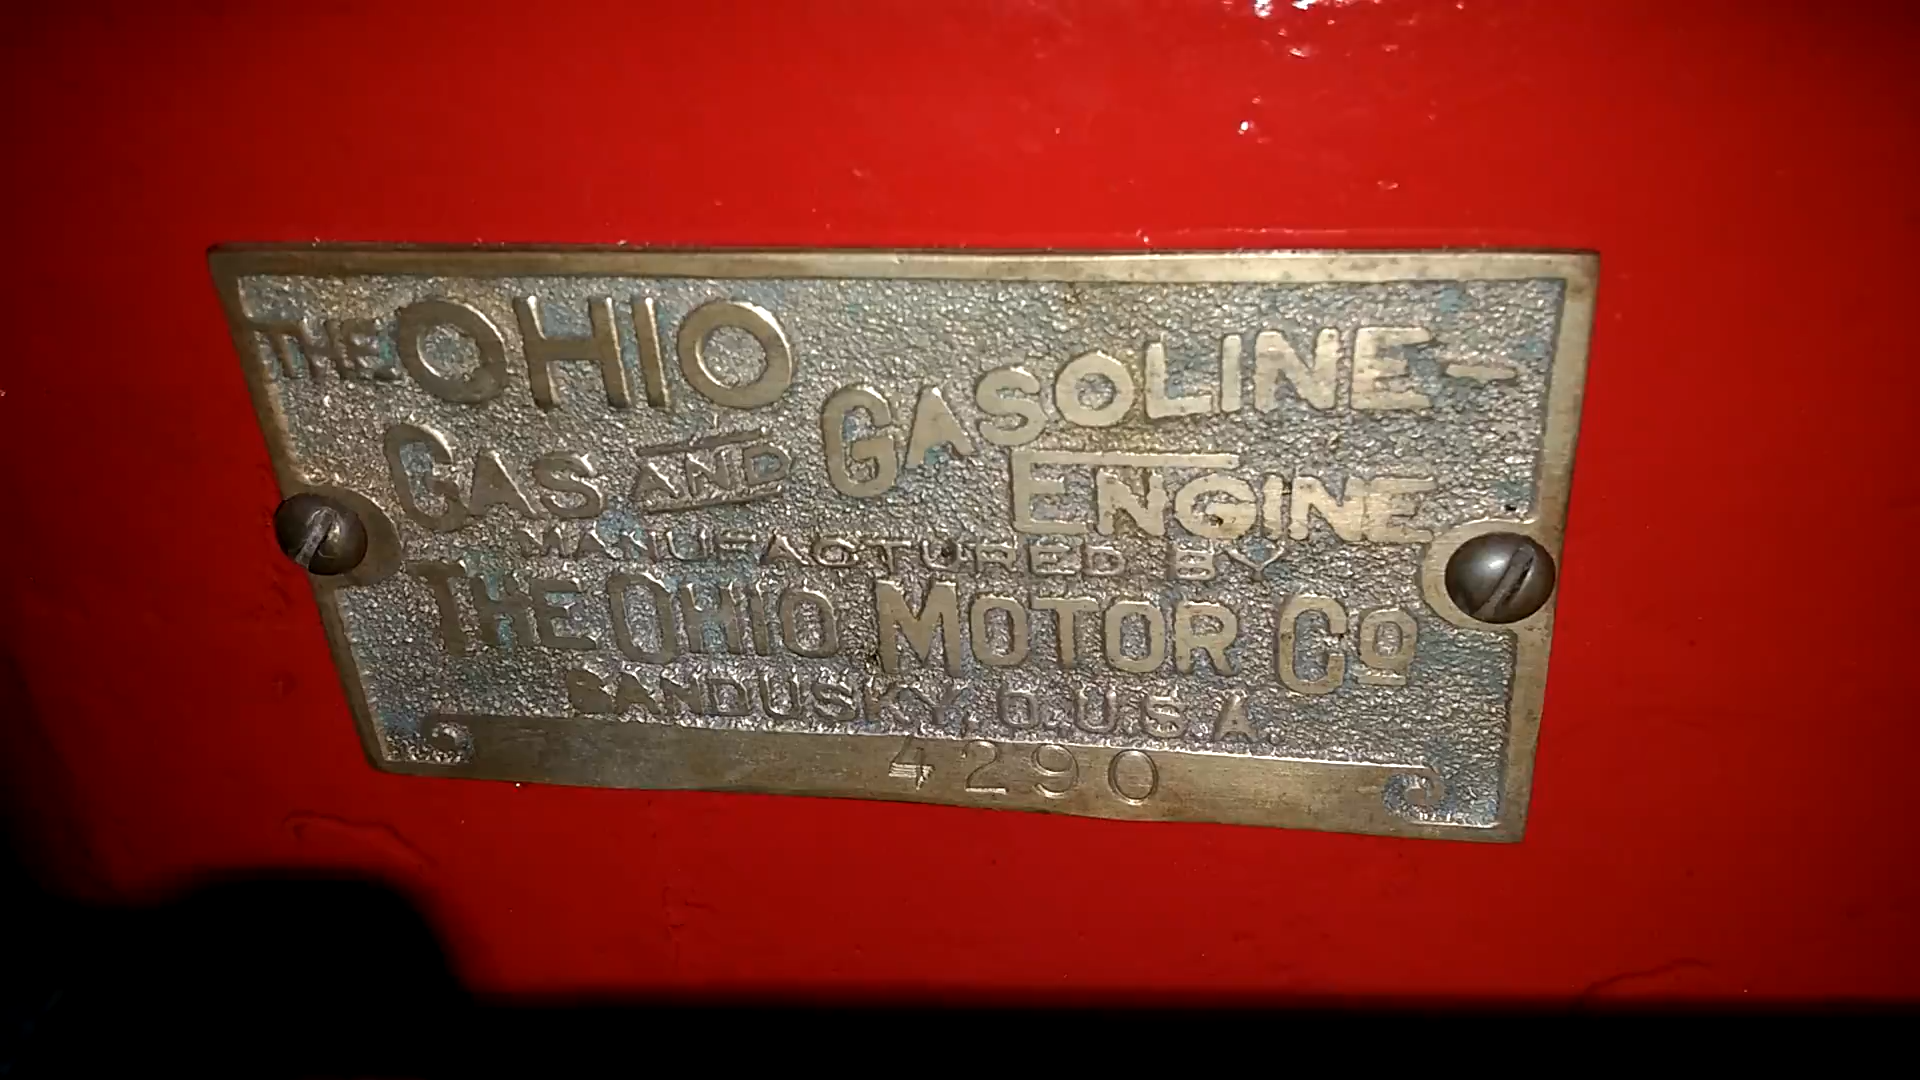 THE OHIO
GAS AND GASOLINE-
ENGINE
MANUFACTURED BY
THE OHIO MOTOR CO
SANDUSKY, O. U.S.A.
4290